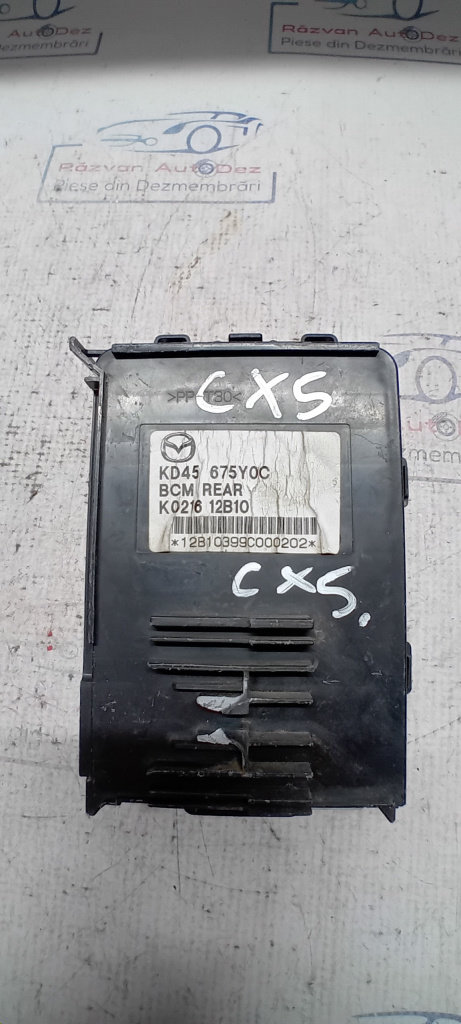 Răzvan AutoDez
Piese din Dezmembrări
Răzvan AutoDez
Piese din Dezmembrări
>PP-T30<
CX5
KD45 675Y0C
BCM REAR
K0216 12B10
*12B10399C000202*
CX5.